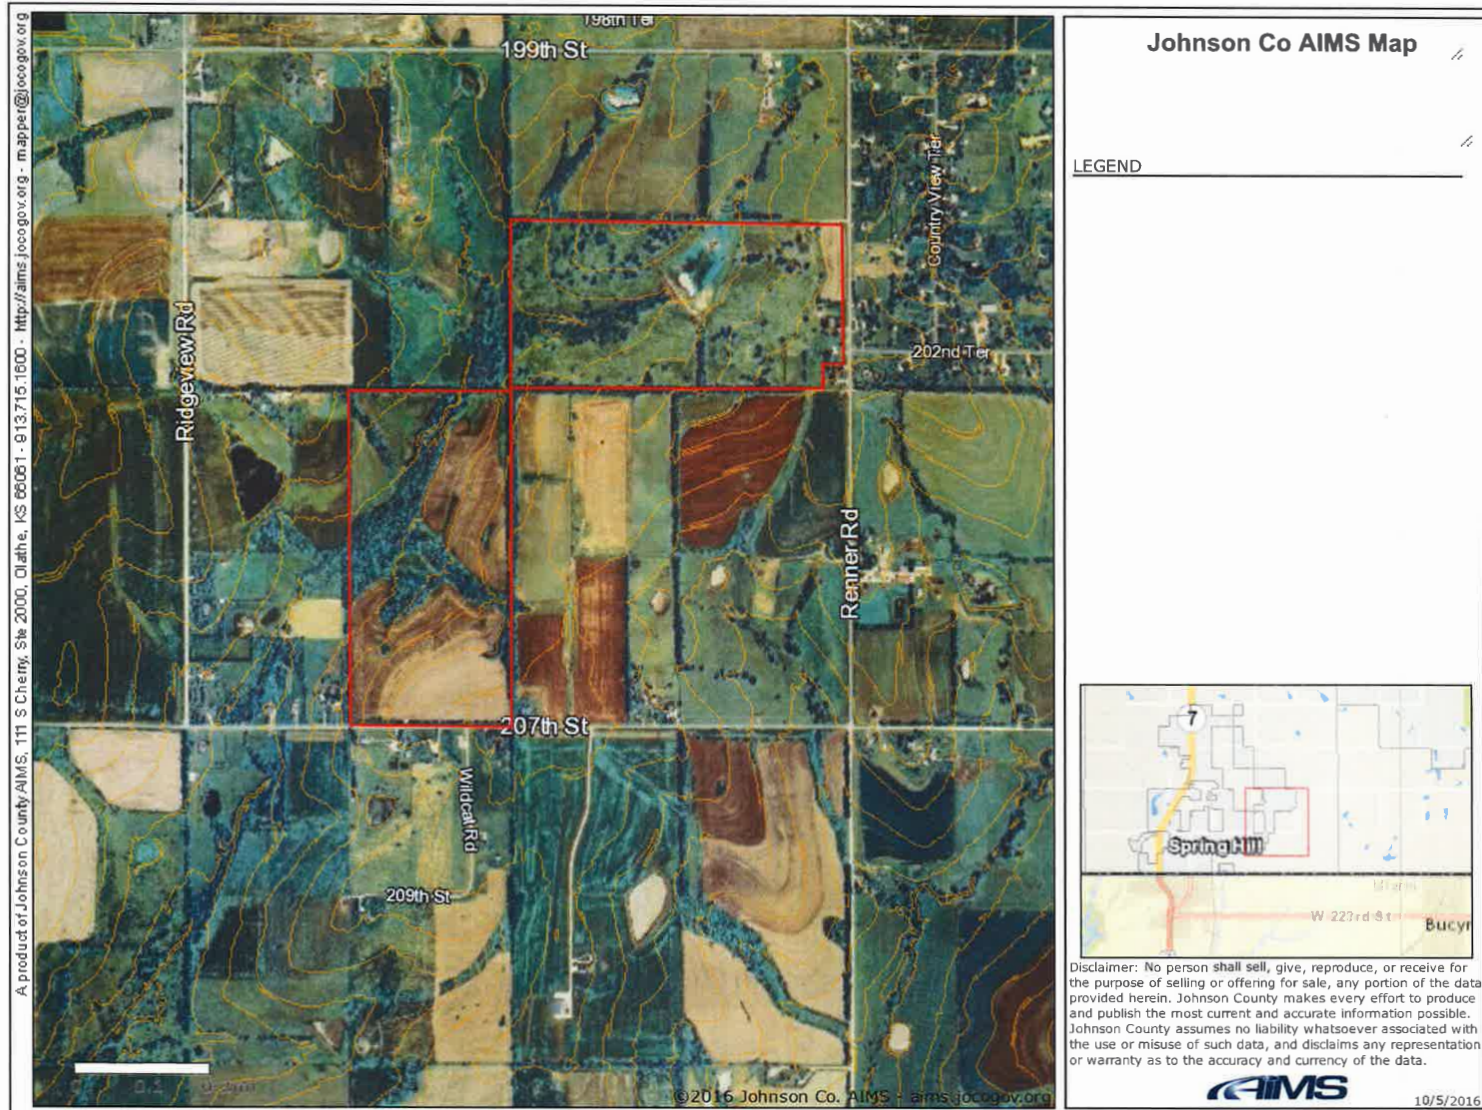 Johnson Co AIMS Map
LEGEND
A product of Johnson County AIMS, 111 S Cherry, Ste 2000, Olathe, KS 66061 - 913.715.1600 - http://aims.jocogov.org - mapper@jocogov.org
198th Ter
199th St
Country View Ter
Ridgeview Rd
202nd Ter
Renner Rd
207th St
Wildcat Rd
209th St
©2016 Johnson Co. AIMS - aims.jocogov.org
7
Spring Hill
Miami
W 223rd St
Bucyr
Disclaimer: No person shall sell, give, reproduce, or receive for
the purpose of selling or offering for sale, any portion of the data
provided herein. Johnson County makes every effort to produce
and publish the most current and accurate information possible.
Johnson County assumes no liability whatsoever associated with
the use or misuse of such data, and disclaims any representation
or warranty as to the accuracy and currency of the data.
AIMS
10/5/2016